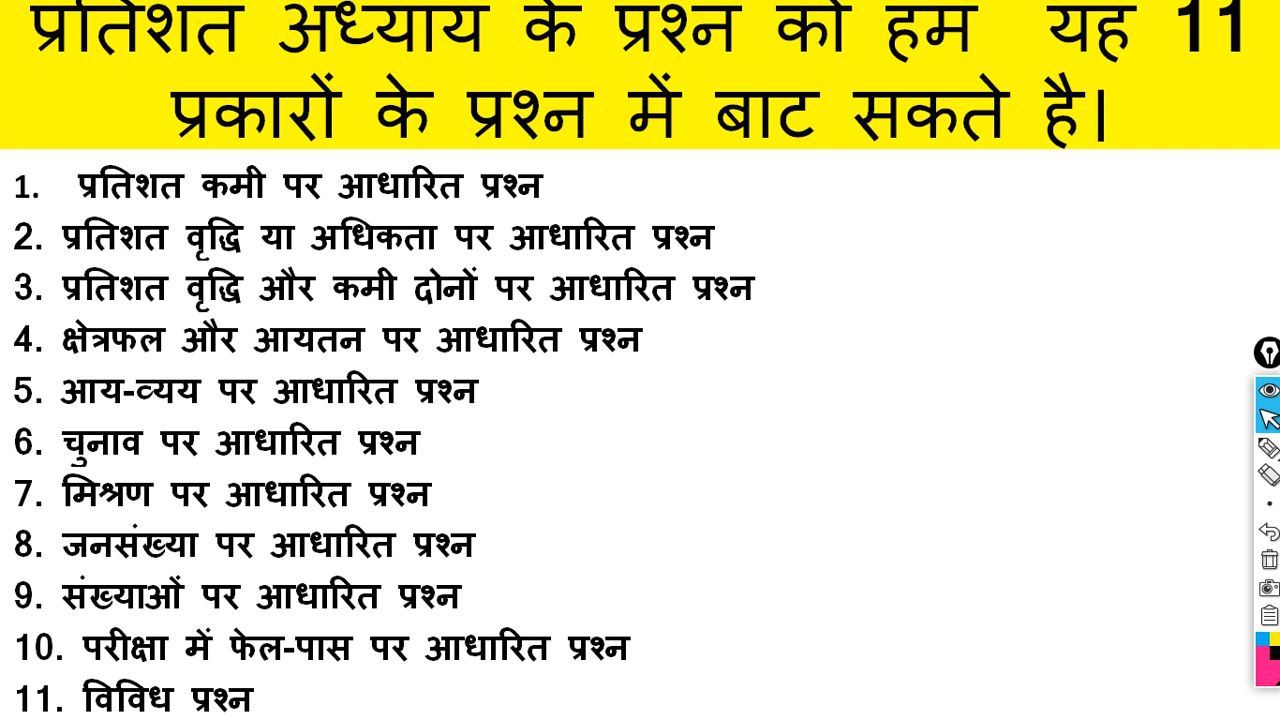 प्रतिशत अध्याय के प्रश्न को हम यह 11
प्रकारों के प्रश्न में बाट सकते है।
1. प्रतिशत कमी पर आधारित प्रश्न
2. प्रतिशत वृद्धि या अधिकता पर आधारित प्रश्न
3. प्रतिशत वृद्धि और कमी दोनों पर आधारित प्रश्न
4. क्षेत्रफल और आयतन पर आधारित प्रश्न
5. आय-व्यय पर आधारित प्रश्न
6. चुनाव पर आधारित प्रश्न
7. मिश्रण पर आधारित प्रश्न
8. जनसंख्या पर आधारित प्रश्न
9. संख्याओं पर आधारित प्रश्न
10. परीक्षा में फेल-पास पर आधारित प्रश्न
11. विविध प्रश्न